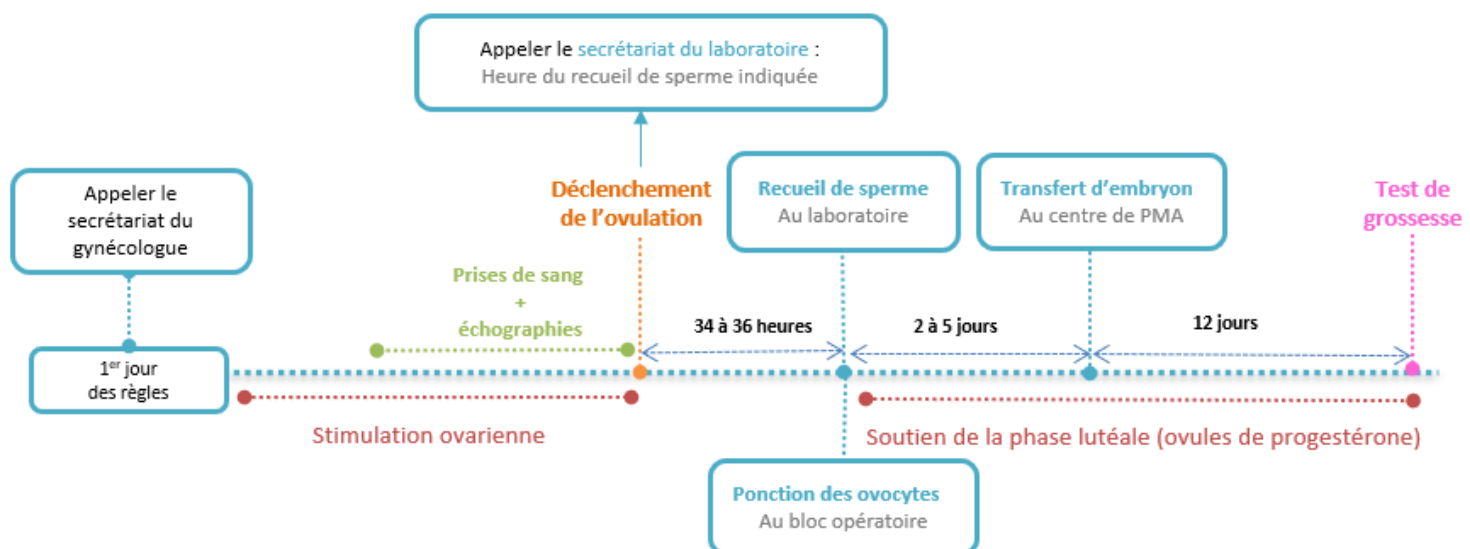 Appeler le secrétariat du laboratoire :
Heure du recueil de sperme indiquée
Appeler le
secrétariat du
gynécologue
Déclenchement
de l’ovulation
Recueil de sperme
Au laboratoire
Transfert d’embryon
Au centre de PMA
Test de
grossesse
Prises de sang
+
échographies
34 à 36 heures
2 à 5 jours
12 jours
1er jour
des règles
Stimulation ovarienne
Soutien de la phase lutéale (ovules de progestérone)
Ponction des ovocytes
Au bloc opératoire